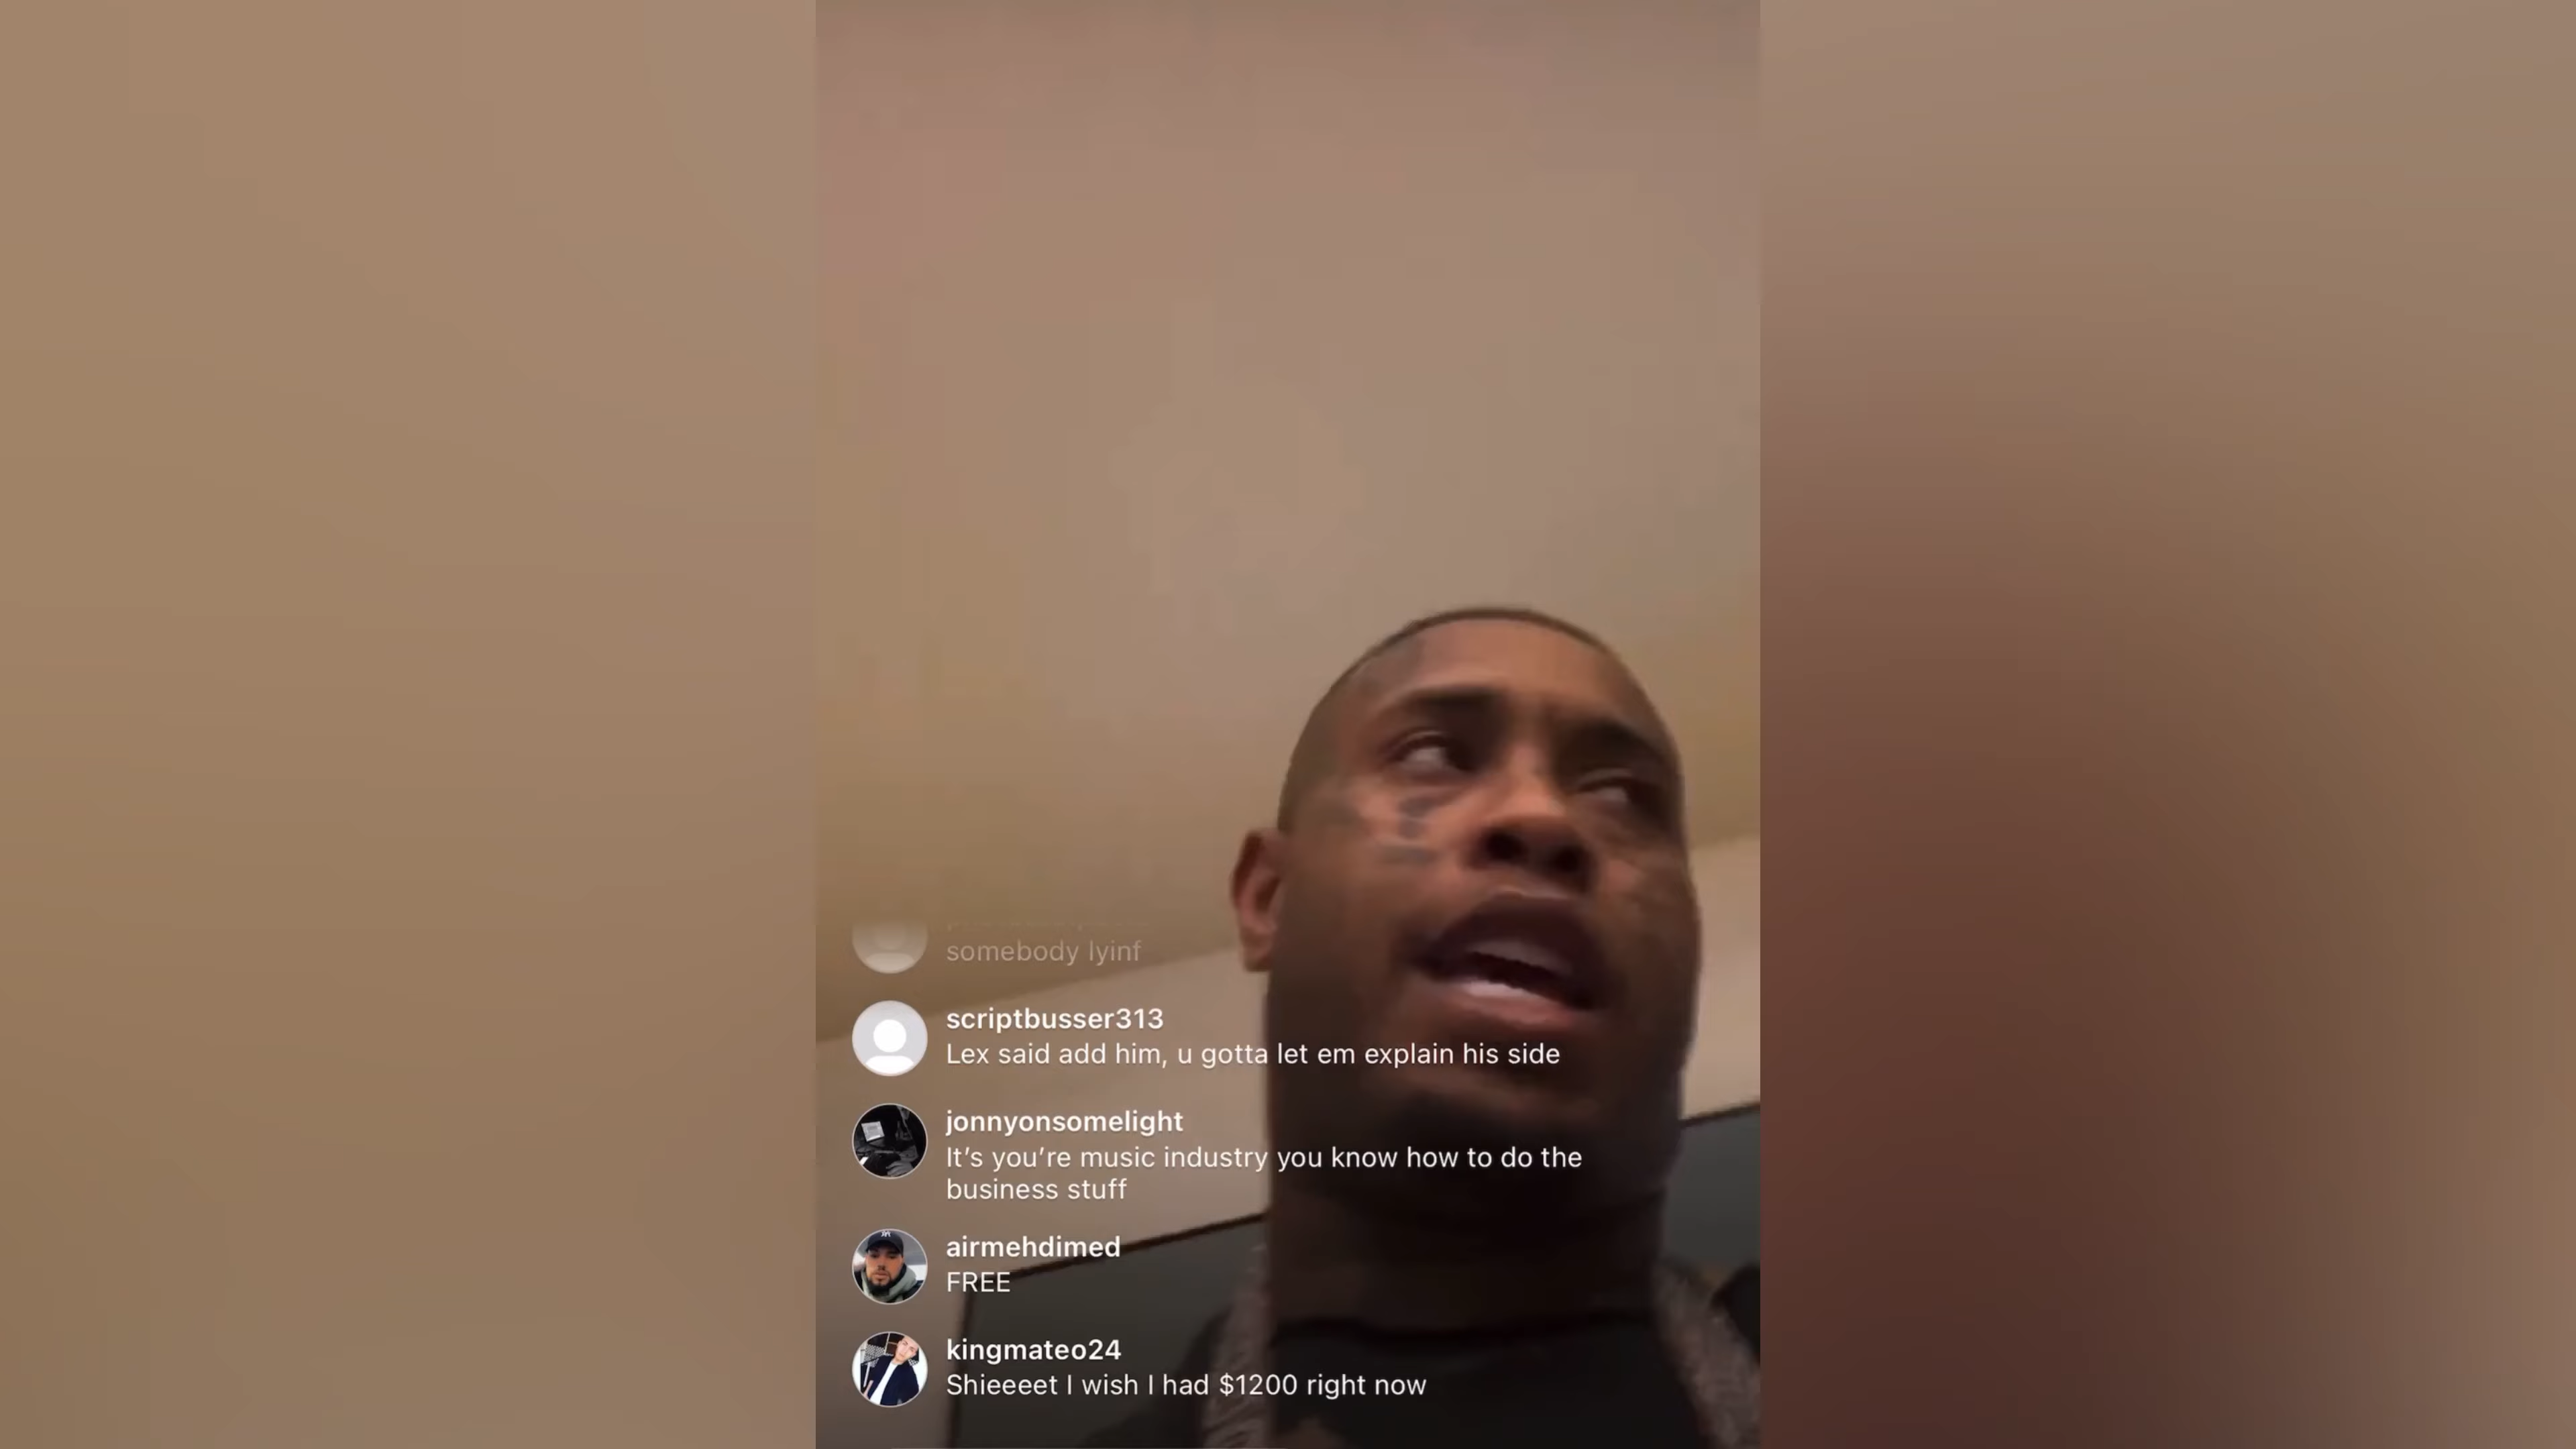 somebody lyinf
scriptbusser313
Lex said add him, u gotta let em explain his side
jonnyonsomelight
It’s you’re music industry you know how to do the
business stuff
airmehdimed
FREE
kingmateo24
Shieeeet I wish I had $1200 right now